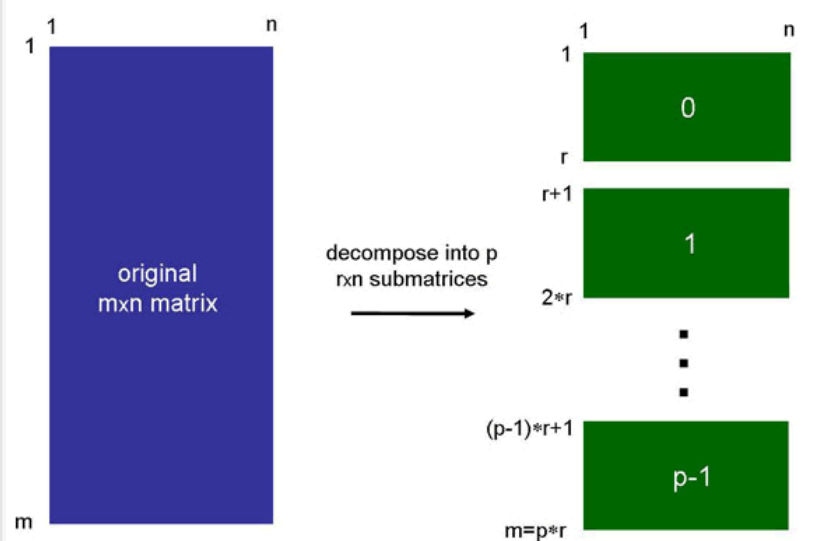 1 n
1
original
mxn matrix
m
decompose into p
rxn submatrices
1 n
1
0
r
r+1
1
2*r
(p-1)*r+1
p-1
m=p*r